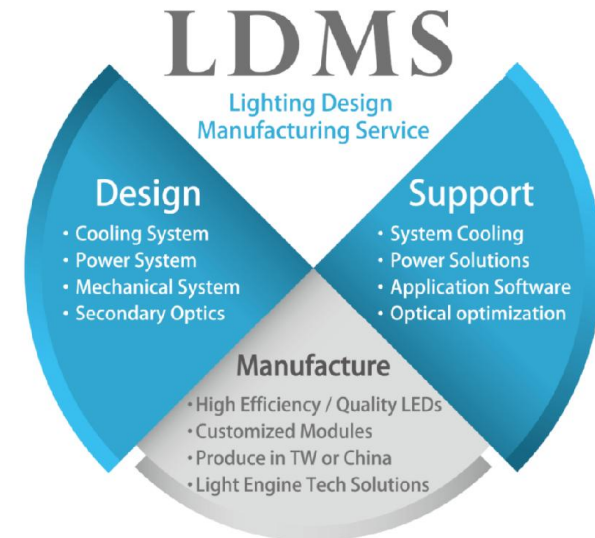 LDMS
Lighting Design
Manufacturing Service
Design
• Cooling System
• Power System
• Mechanical System
• Secondary Optics
Support
• System Cooling
• Power Solutions
• Application Software
• Optical optimization
Manufacture
• High Efficiency / Quality LEDs
• Customized Modules
• Produce in TW or China
• Light Engine Tech Solutions